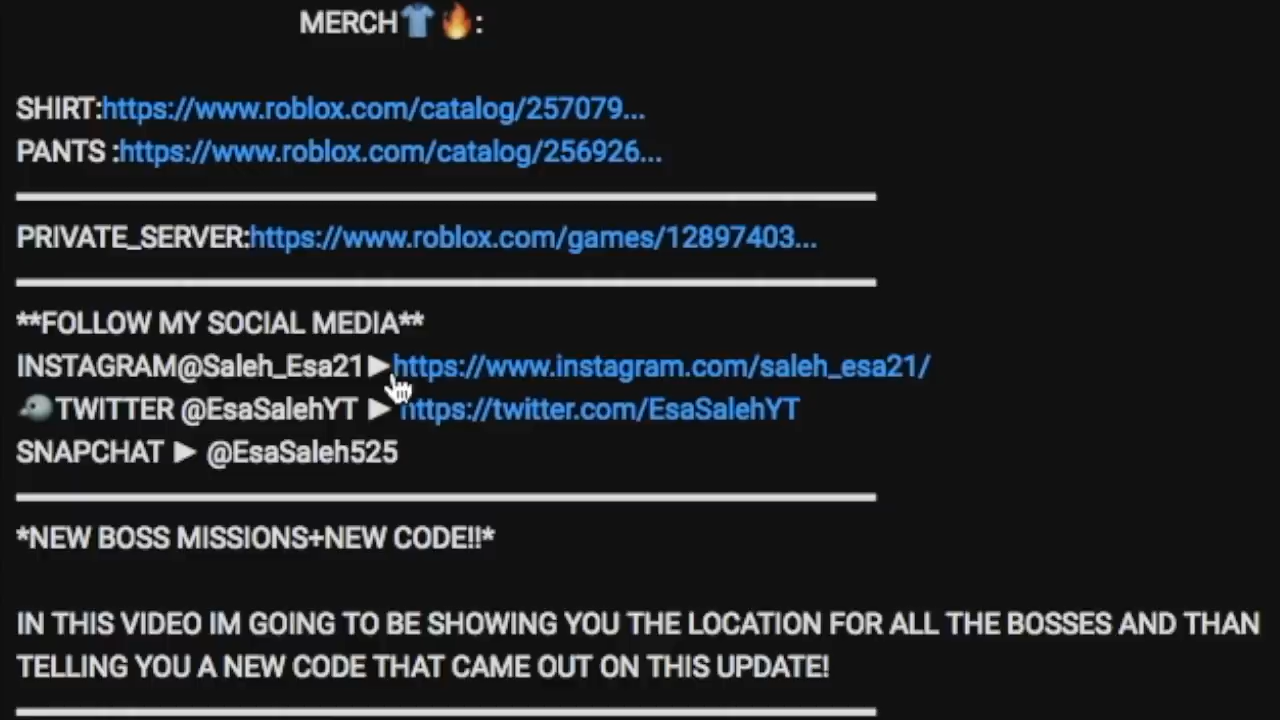 MERCH👕🔥:
SHIRT:https://www.roblox.com/catalog/257079...
PANTS :https://www.roblox.com/catalog/256926...
PRIVATE_SERVER:https://www.roblox.com/games/12897403...
**FOLLOW MY SOCIAL MEDIA**
INSTAGRAM@Saleh_Esa21►https://www.instagram.com/saleh_esa21/
🐦TWITTER @EsaSalehYT ► https://twitter.com/EsaSalehYT
SNAPCHAT ► @EsaSaleh525
*NEW BOSS MISSIONS+NEW CODE!!*
IN THIS VIDEO IM GOING TO BE SHOWING YOU THE LOCATION FOR ALL THE BOSSES AND THAN
TELLING YOU A NEW CODE THAT CAME OUT ON THIS UPDATE!